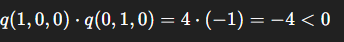 q(1,0,0) · q(0,1,0) = 4 · (−1) = −4 < 0